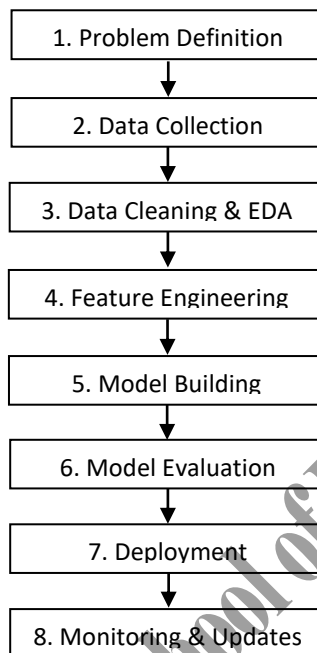 1. Problem Definition
2. Data Collection
3. Data Cleaning & EDA
4. Feature Engineering
5. Model Building
6. Model Evaluation
7. Deployment
8. Monitoring & Updates